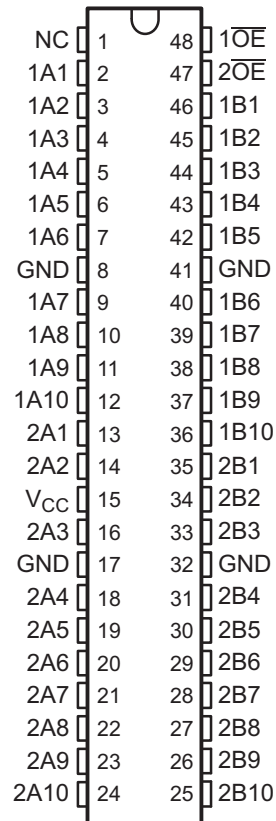 NC 1 48 1O̅E̅
1A1 2 47 2O̅E̅
1A2 3 46 1B1
1A3 4 45 1B2
1A4 5 44 1B3
1A5 6 43 1B4
1A6 7 42 1B5
GND 8 41 GND
1A7 9 40 1B6
1A8 10 39 1B7
1A9 11 38 1B8
1A10 12 37 1B9
2A1 13 36 1B10
2A2 14 35 2B1
VCC 15 34 2B2
2A3 16 33 2B3
GND 17 32 GND
2A4 18 31 2B4
2A5 19 30 2B5
2A6 20 29 2B6
2A7 21 28 2B7
2A8 22 27 2B8
2A9 23 26 2B9
2A10 24 25 2B10